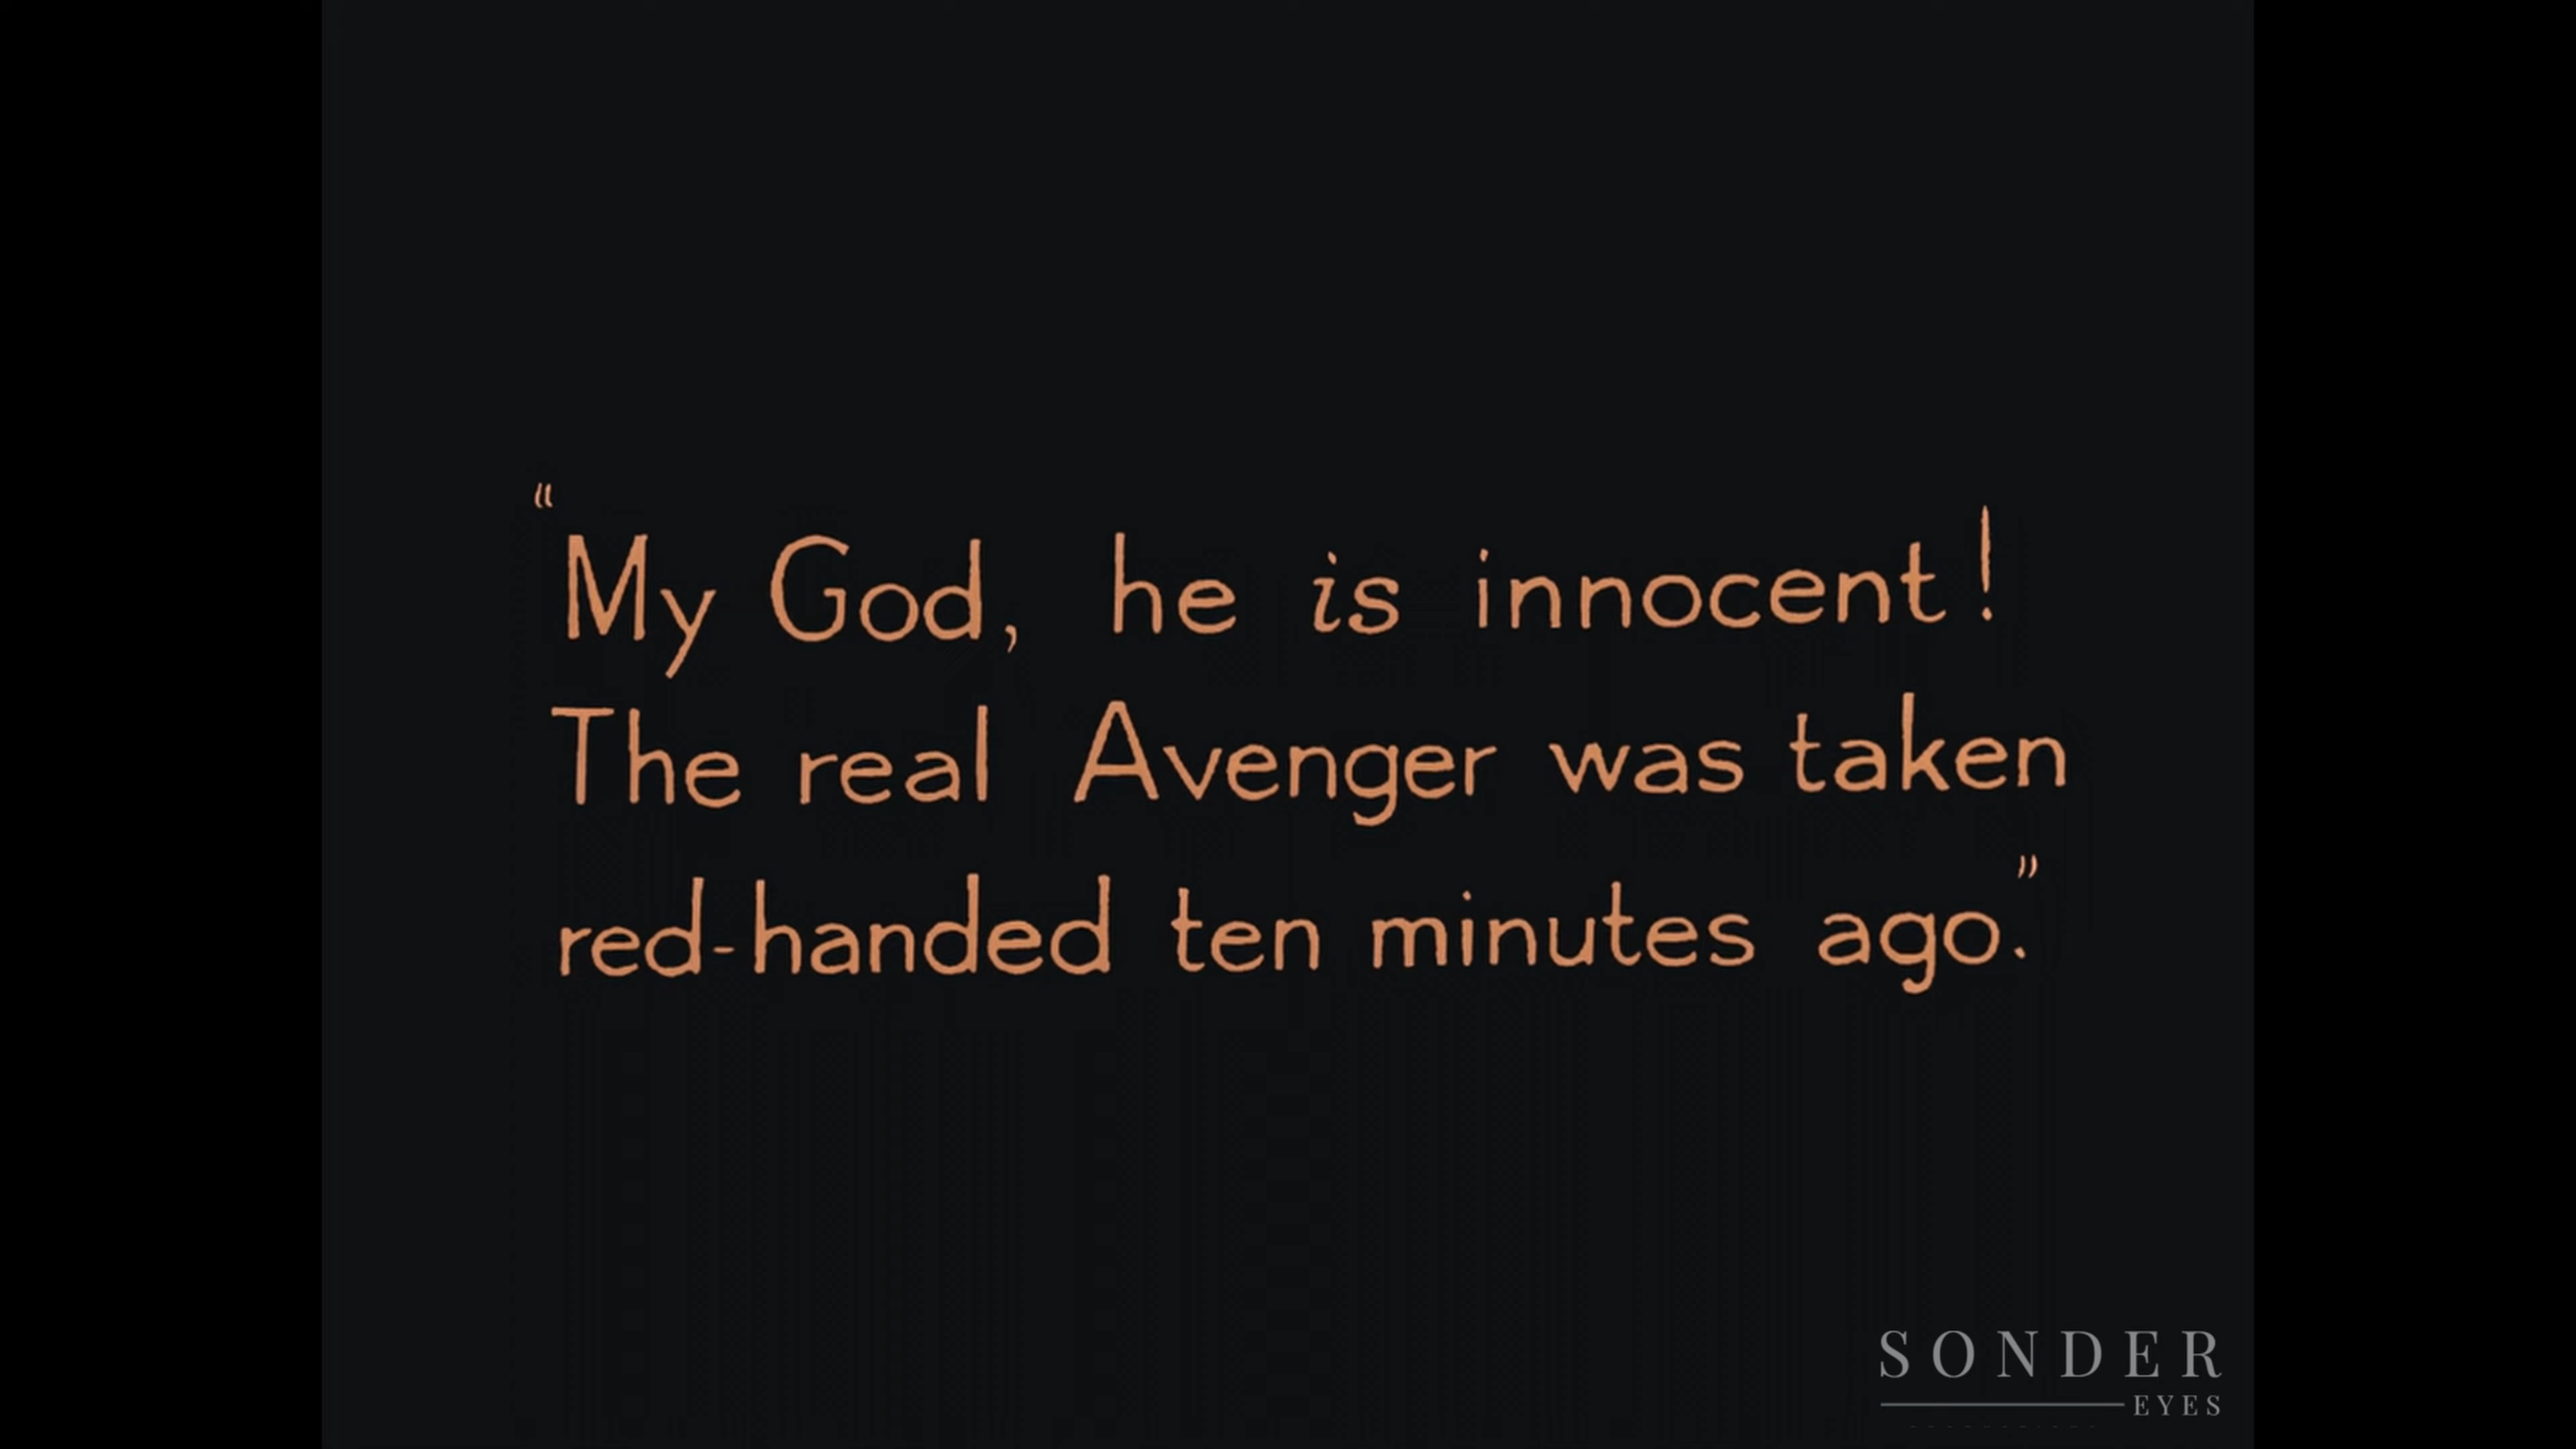 “My God, he is innocent!
The real Avenger was taken
red-handed ten minutes ago.”
SONDER
EYES